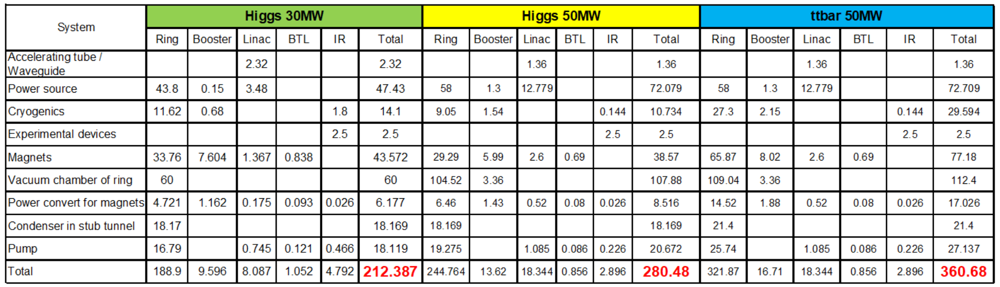 System Higgs 30MW Higgs 50MW ttbar 50MW
Ring Booster Linac BTL IR Total Ring Booster Linac BTL IR Total Ring Booster Linac BTL IR Total
Accelerating tube /
Waveguide 2.32 2.32 1.36 1.36 1.36 1.36
Power source 43.8 0.15 3.48 47.43 58 1.3 12.779 72.079 58 1.3 12.779 72.709
Cryogenics 11.62 0.68 1.8 14.1 9.05 1.54 0.144 10.734 27.3 2.15 0.144 29.594
Experimental devices 2.5 2.5 2.5 2.5 2.5 2.5
Magnets 33.76 7.604 1.367 0.838 43.572 29.29 5.99 2.6 0.69 38.57 65.87 8.02 2.6 0.69 77.18
Vacuum chamber of ring 60 60 104.52 3.36 107.88 109.04 3.36 112.4
Power convert for magnets 4.721 1.162 0.175 0.093 0.026 6.177 6.46 1.43 0.52 0.08 0.026 8.516 14.52 1.88 0.52 0.08 0.026 17.026
Condenser in stub tunnel 18.17 18.169 18.169 18.169 21.4 21.4
Pump 16.79 0.745 0.121 0.466 18.119 19.275 1.085 0.086 0.226 20.672 25.74 1.085 0.086 0.226 27.137
Total 188.9 9.596 8.087 1.052 4.792 212.387 244.764 13.62 18.344 0.856 2.896 280.48 321.87 16.71 18.344 0.856 2.896 360.68